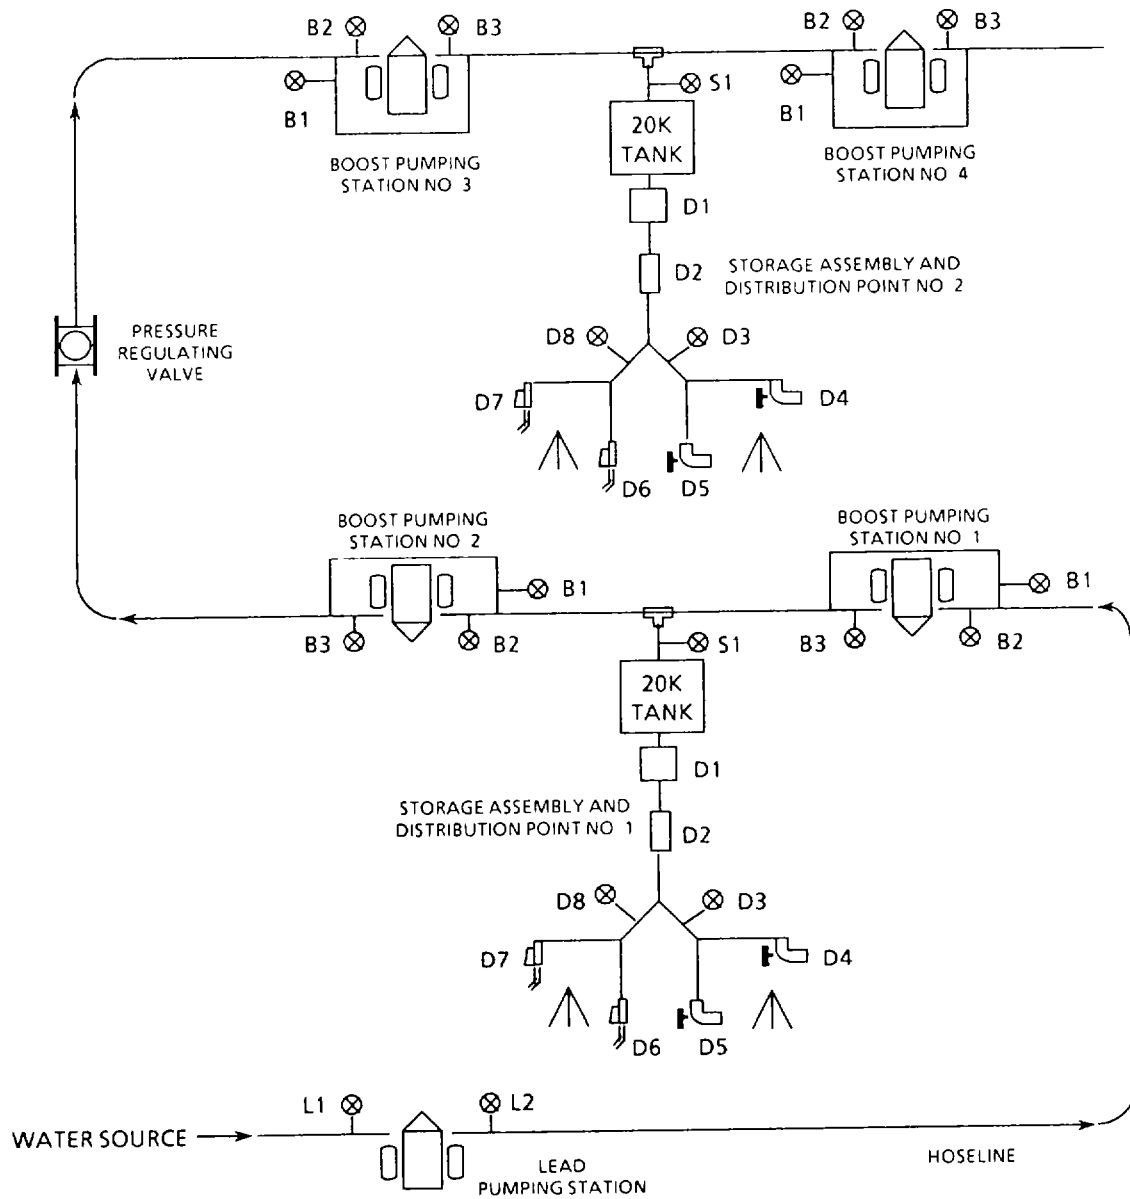 B2
B3
B1
BOOST PUMPING
STATION NO 3
S1
20K
TANK
B2
B3
B1
BOOST PUMPING
STATION NO 4
D1
D2
STORAGE ASSEMBLY AND
DISTRIBUTION POINT NO 2
PRESSURE
REGULATING
VALVE
D8
D3
D7
D4
D6
D5
BOOST PUMPING
STATION NO 2
BOOST PUMPING
STATION NO 1
B1
B1
B3
B2
S1
B3
B2
20K
TANK
D1
STORAGE ASSEMBLY AND
DISTRIBUTION POINT NO 1
D2
D8
D3
D7
D4
D6
D5
L1
L2
WATER SOURCE
LEAD
PUMPING STATION
HOSELINE